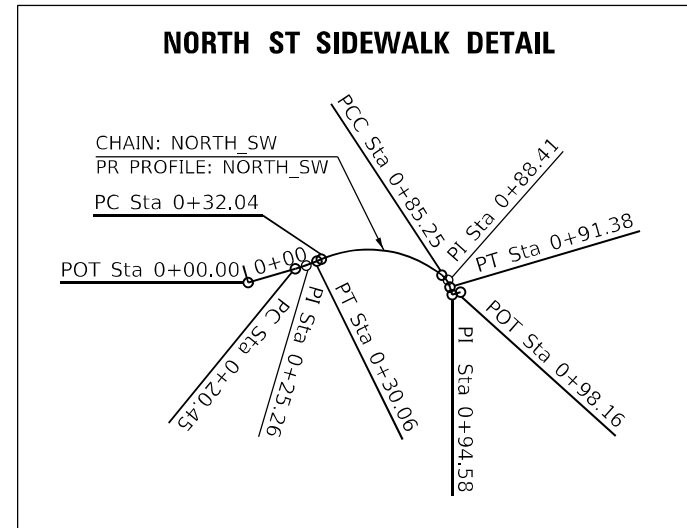 NORTH ST SIDEWALK DETAIL
CHAIN: NORTH_SW
PR PROFILE: NORTH_SW
PC Sta 0+32.04
POT Sta 0+00.00
0+00
PC Sta 0+20.45
PI Sta 0+25.26
PT Sta 0+30.06
PCC Sta 0+85.25
PI Sta 0+88.41
PT Sta 0+91.38
POT Sta 0+98.16
PI Sta 0+94.58